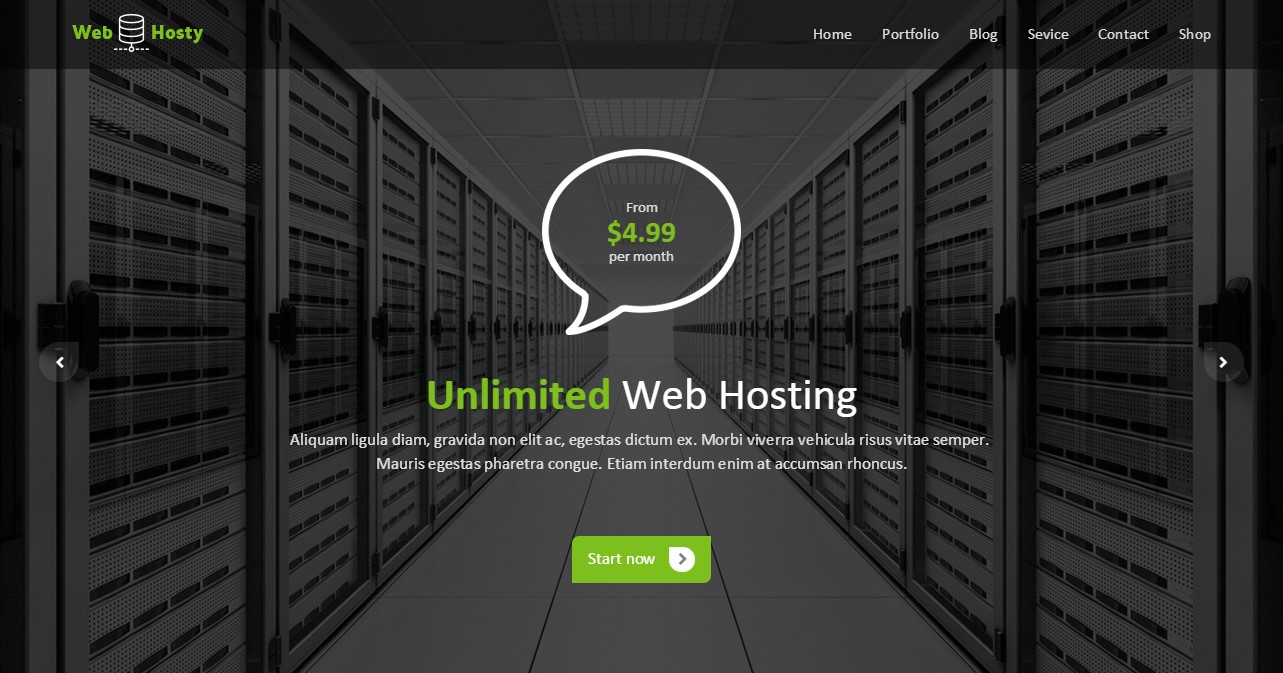 Web Hosty
Home Portfolio Blog Sevice Contact Shop
From
$4.99
per month
Unlimited Web Hosting
Aliquam ligula diam, gravida non elit ac, egestas dictum ex. Morbi viverra vehicula risus vitae semper.
Mauris egestas pharetra congue. Etiam interdum enim at accumsan rhoncus.
Start now